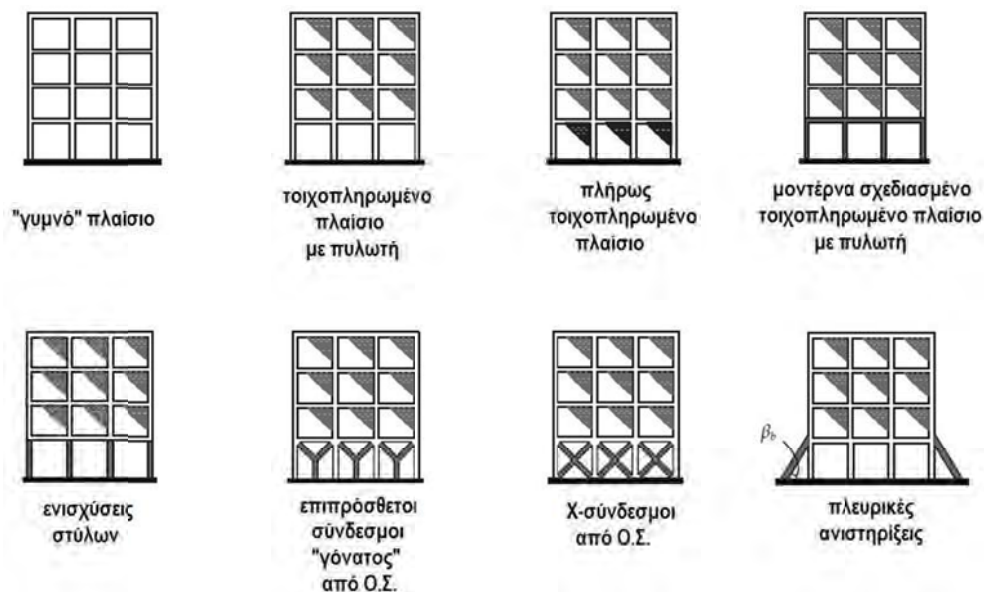 "γυμνό" πλαίσιο
τοιχοπληρωμένο
πλαίσιο
με πυλωτή
πλήρως
τοιχοπληρωμένο
πλαίσιο
μοντέρνα σχεδιασμένο
τοιχοπληρωμένο πλαίσιο
με πυλωτή
ενισχύσεις
στύλων
επιπρόσθετοι
σύνδεσμοι
"γόνατος"
από Ο.Σ.
Χ-σύνδεσμοι
από Ο.Σ.
βb
πλευρικές
ανιστηρίξεις